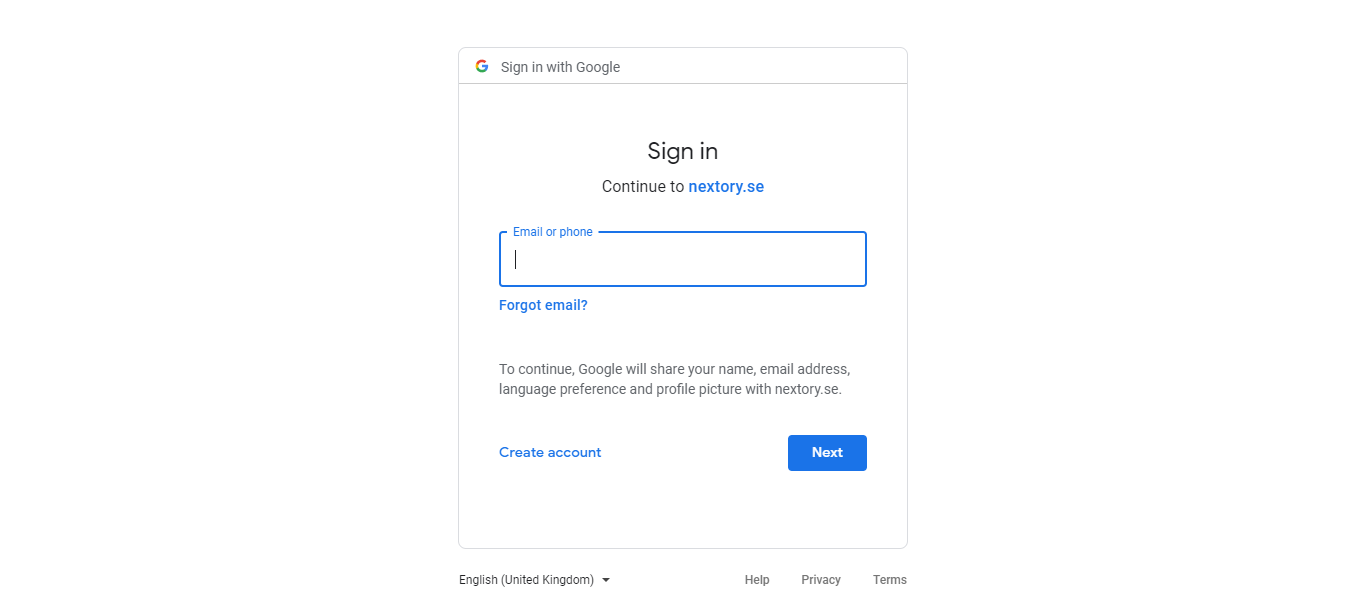 Sign in with Google
Sign in
Continue to nextory.se
Email or phone
Forgot email?
To continue, Google will share your name, email address,
language preference and profile picture with nextory.se.
Create account
Next
English (United Kingdom)
Help
Privacy
Terms